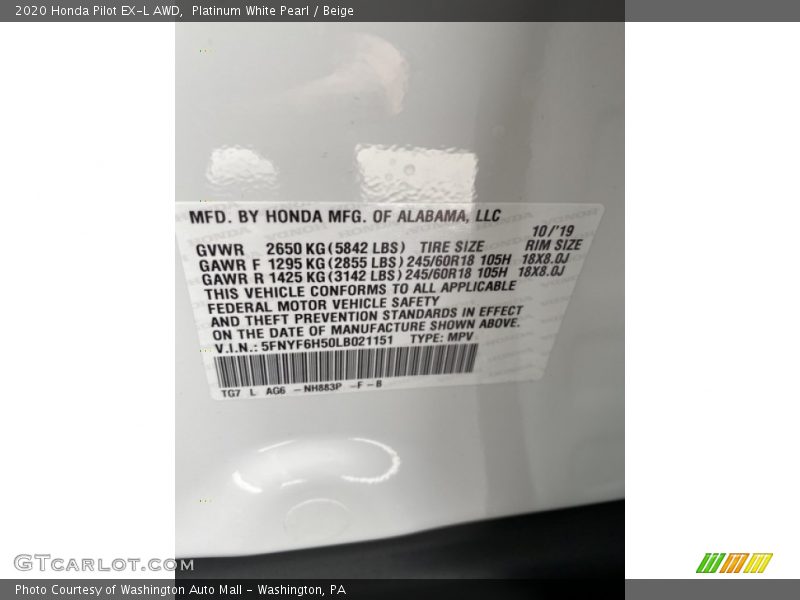 2020 Honda Pilot EX-L AWD,  Platinum White Pearl / Beige
MFD. BY HONDA MFG. OF ALABAMA, LLC
10/'19
GVWR 2650 KG (5842 LBS) TIRE SIZE RIM SIZE
GAWR F 1295 KG (2855 LBS) 245/60R18 105H 18X8.0J
GAWR R 1425 KG (3142 LBS) 245/60R18 105H 18X8.0J
THIS VEHICLE CONFORMS TO ALL APPLICABLE
FEDERAL MOTOR VEHICLE SAFETY
AND THEFT PREVENTION STANDARDS IN EFFECT
ON THE DATE OF MANUFACTURE SHOWN ABOVE.
V.I.N.: 5FNYF6H50LB021151 TYPE: MPV
TG7 L AG6 -NH883P -F-B
GTcarlot.com
Photo Courtesy of Washington Auto Mall - Washington, PA